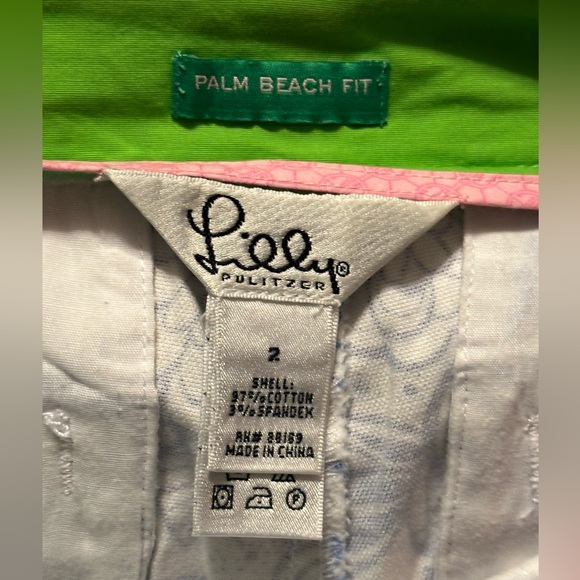 PALM BEACH FIT
Lilly®
PULITZER
2
SHELL:
97% COTTON
3% SPANDEX
RN# 88169
MADE IN CHINA
P